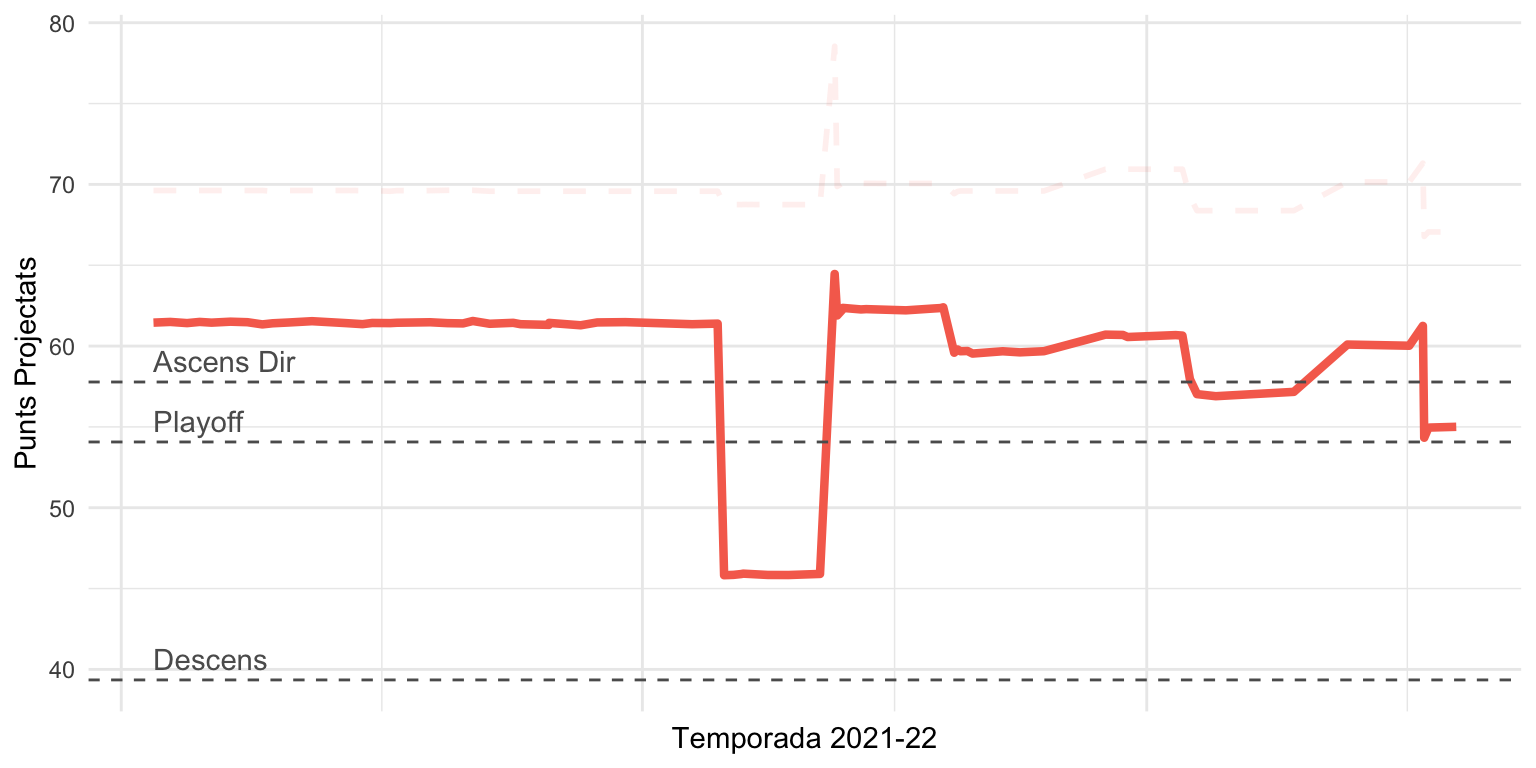 80
70
60
50
40
Punts Projectats
Ascens Dir
Playoff
Descens
Temporada 2021-22